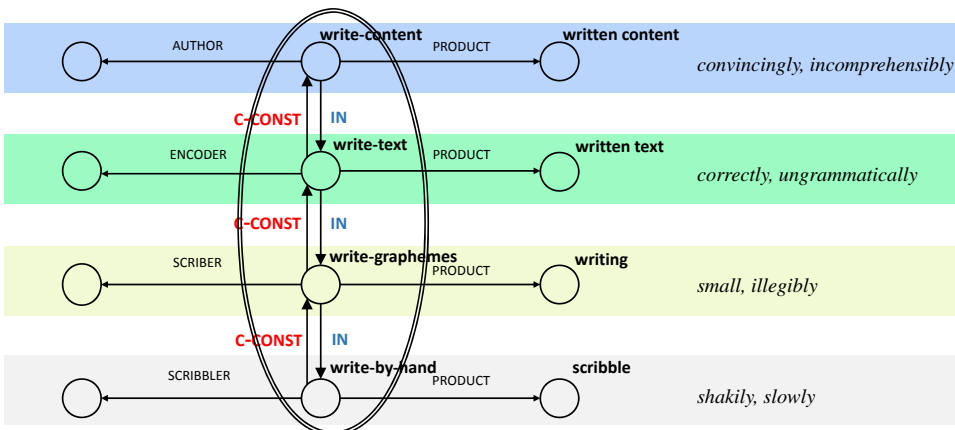 write-content
written content
AUTHOR
PRODUCT
convincingly, incomprehensibly
C-CONST
IN
write-text
written text
ENCODER
PRODUCT
correctly, ungrammatically
C-CONST
IN
write-graphemes
writing
SCRIBER
PRODUCT
small, illegibly
C-CONST
IN
write-by-hand
scribble
SCRIBBLER
PRODUCT
shakily, slowly